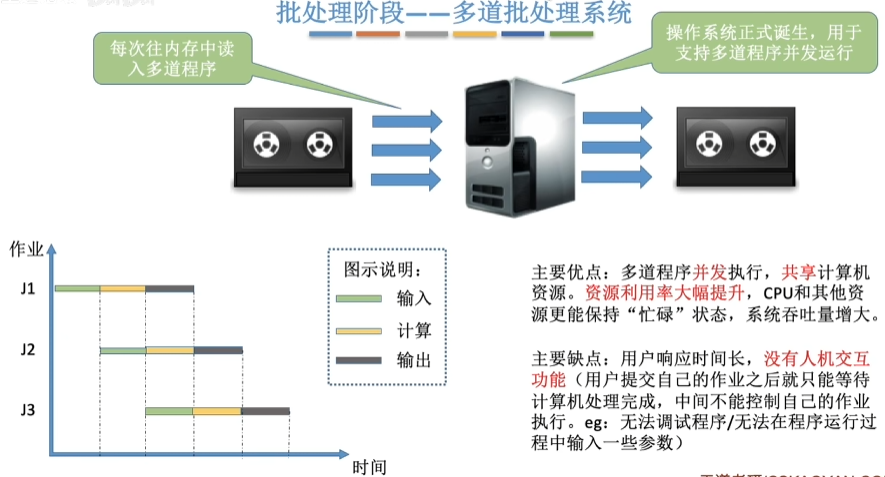 批处理阶段——多道批处理系统
每次往内存中读
入多道程序
操作系统正式诞生，用于
支持多道程序并发运行
作业
J1
J2
J3
时间
图示说明：
输入
计算
输出
主要优点：多道程序并发执行，共享计算机
资源。资源利用率大幅提升，CPU和其他资
源更能保持“忙碌”状态，系统吞吐量增大。
主要缺点：用户响应时间长，没有人机交互
功能（用户提交自己的作业之后就只能等待
计算机处理完成，中间不能控制自己的作业
执行。eg：无法调试程序/无法在程序运行过
程中输入一些参数）